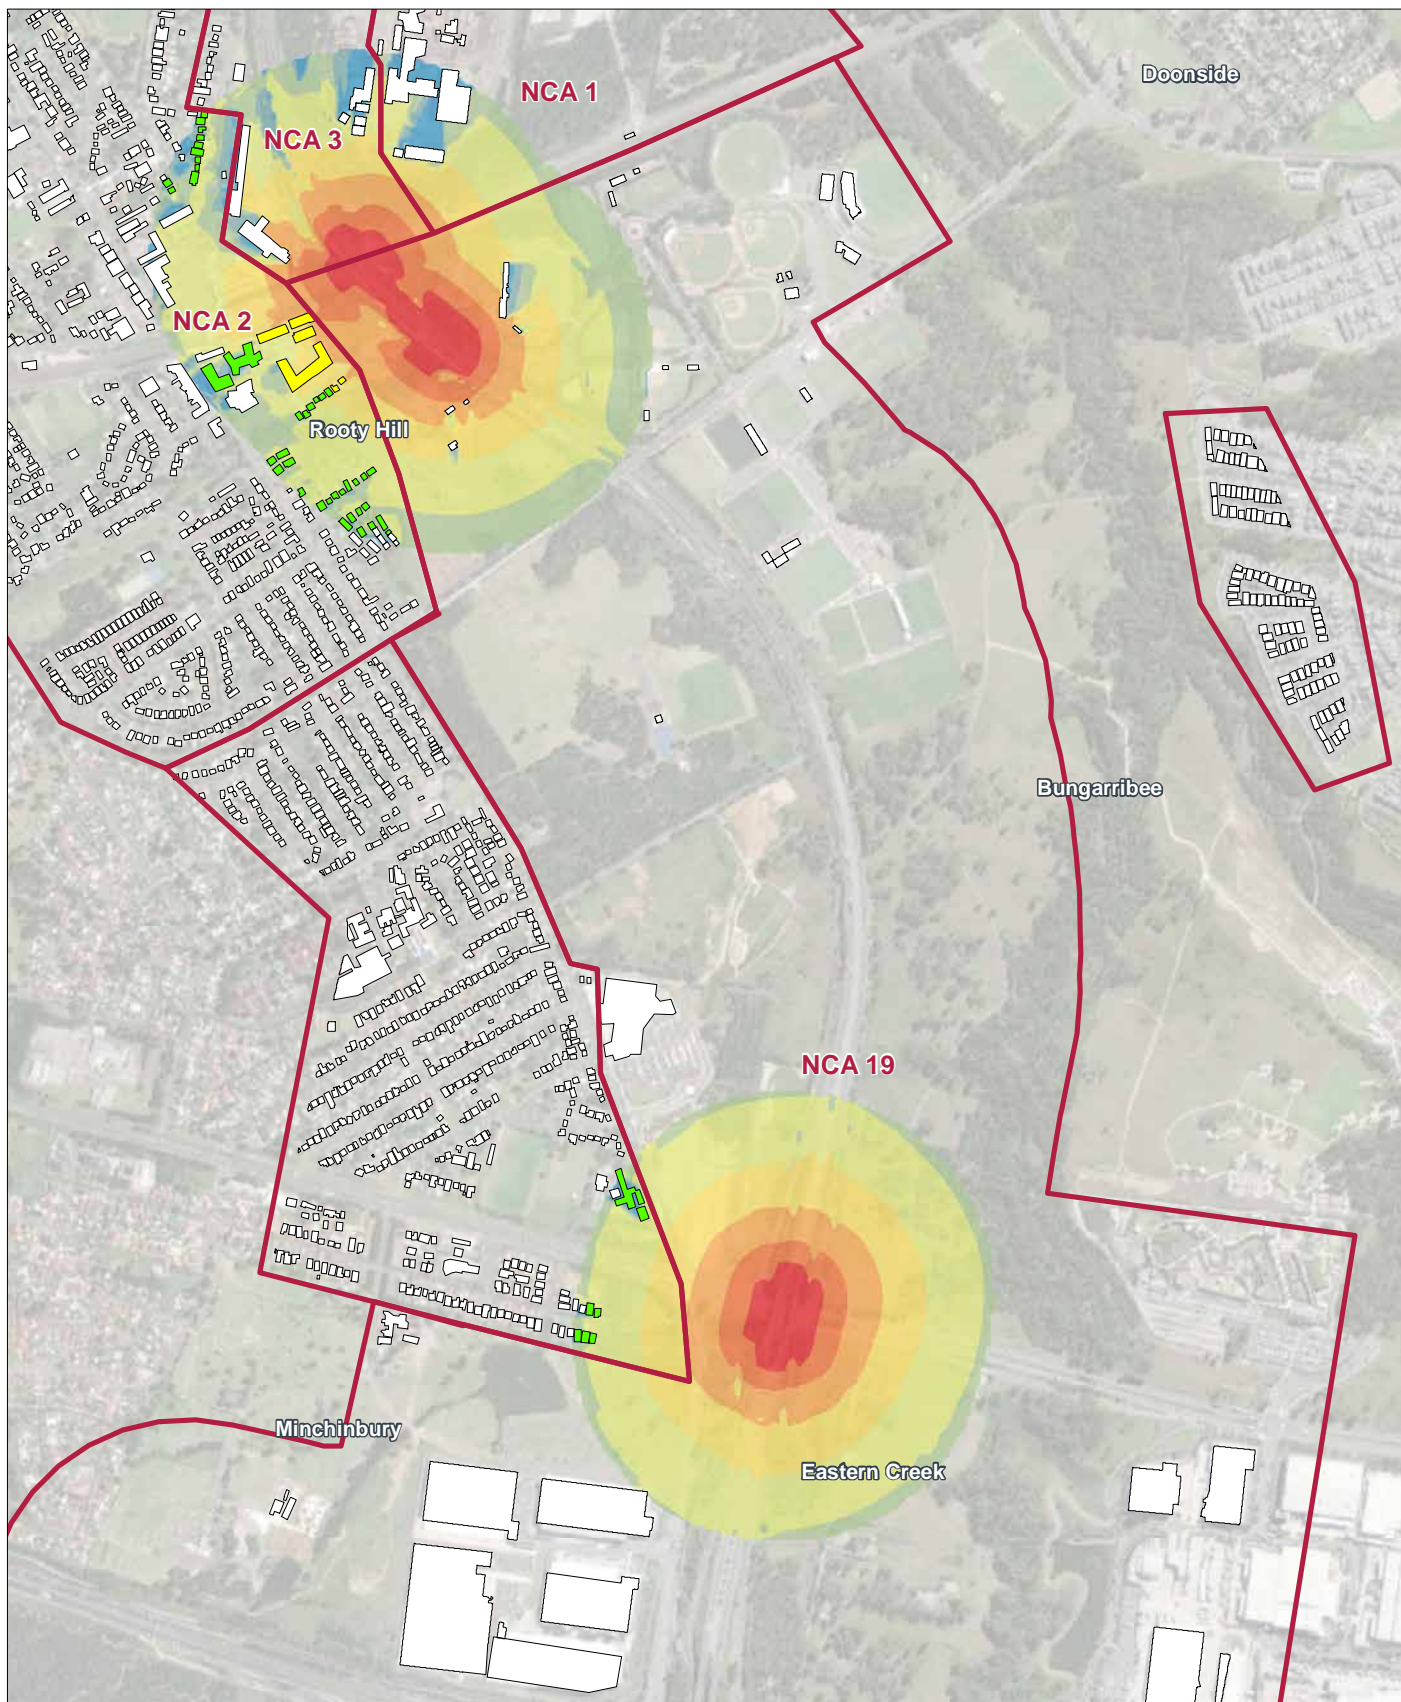 Doonside
NCA 1
NCA 3
NCA 2
Rooty Hill
Bungarribee
NCA 19
Minchinbury
Eastern Creek